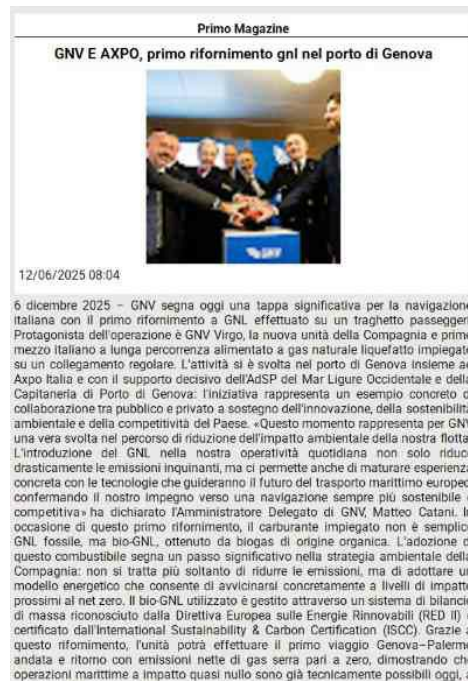 Primo Magazine
GNV E AXPO, primo rifornimento gnl nel porto di Genova
GNV
12/06/2025 08:04
6 dicembre 2025 – GNV segna oggi una tappa significativa per la navigazione
italiana con il primo rifornimento a GNL effettuato su un traghetto passegger
Protagonista dell'operazione è GNV Virgo, la nuova unità della Compagnia e primo
mezzo italiano a lunga percorrenza alimentato a gas naturale liquefatto impiegato
su un collegamento regolare. L'attività si è svolta nel porto di Genova insieme ad
Axpo Italia e con il supporto decisivo dell'AdSP del Mar Ligure Occidentale e della
Capitaneria di Porto di Genova: l'iniziativa rappresenta un esempio concreto d
collaborazione tra pubblico e privato a sostegno dell'innovazione, della sostenibilit
ambientale e della competitività del Paese. «Questo momento rappresenta per GNV
una vera svolta nel percorso di riduzione dell'impatto ambientale della nostra flotta
L'introduzione del GNL nella nostra operatività quotidiana non solo riduc
drasticamente le emissioni inquinanti, ma ci permette anche di maturare esperienz
concreta con le tecnologie che guideranno il futuro del trasporto marittimo europeo
confermando il nostro impegno verso una navigazione sempre più sostenibile
competitiva» ha dichiarato l'Amministratore Delegato di GNV, Matteo Catani. I
occasione di questo primo rifornimento, il carburante impiegato non è semplic
GNL fossile, ma bio-GNL, ottenuto da biogas di origine organica. L'adozione d
questo combustibile segna un passo significativo nella strategia ambientale della
Compagnia: non si tratta più soltanto di ridurre le emissioni, ma di adottare un
modello energetico che consente di avvicinarsi concretamente a livelli di impatto
prossimi al net zero. Il bio-GNL utilizzato è gestito attraverso un sistema di bilanci
di massa riconosciuto dalla Direttiva Europea sulle Energie Rinnovabili (RED II)
certificato dall'International Sustainability & Carbon Certification (ISCC). Grazie a
questo rifornimento, l'unità potrà effettuare il primo viaggio Genova–Palermo
andata e ritorno con emissioni nette di gas serra pari a zero, dimostrando che
operazioni marittime a impatto quasi nullo sono già tecnicamente possibili oggi, a